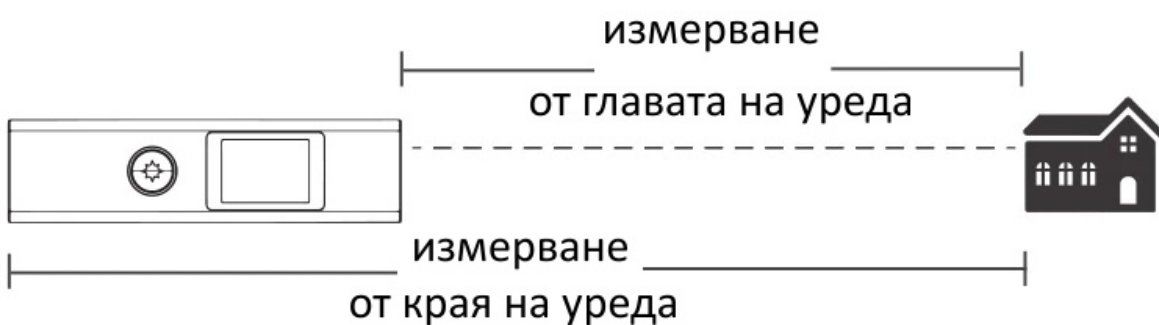 измерване
от главата на уреда
измерване
от края на уреда